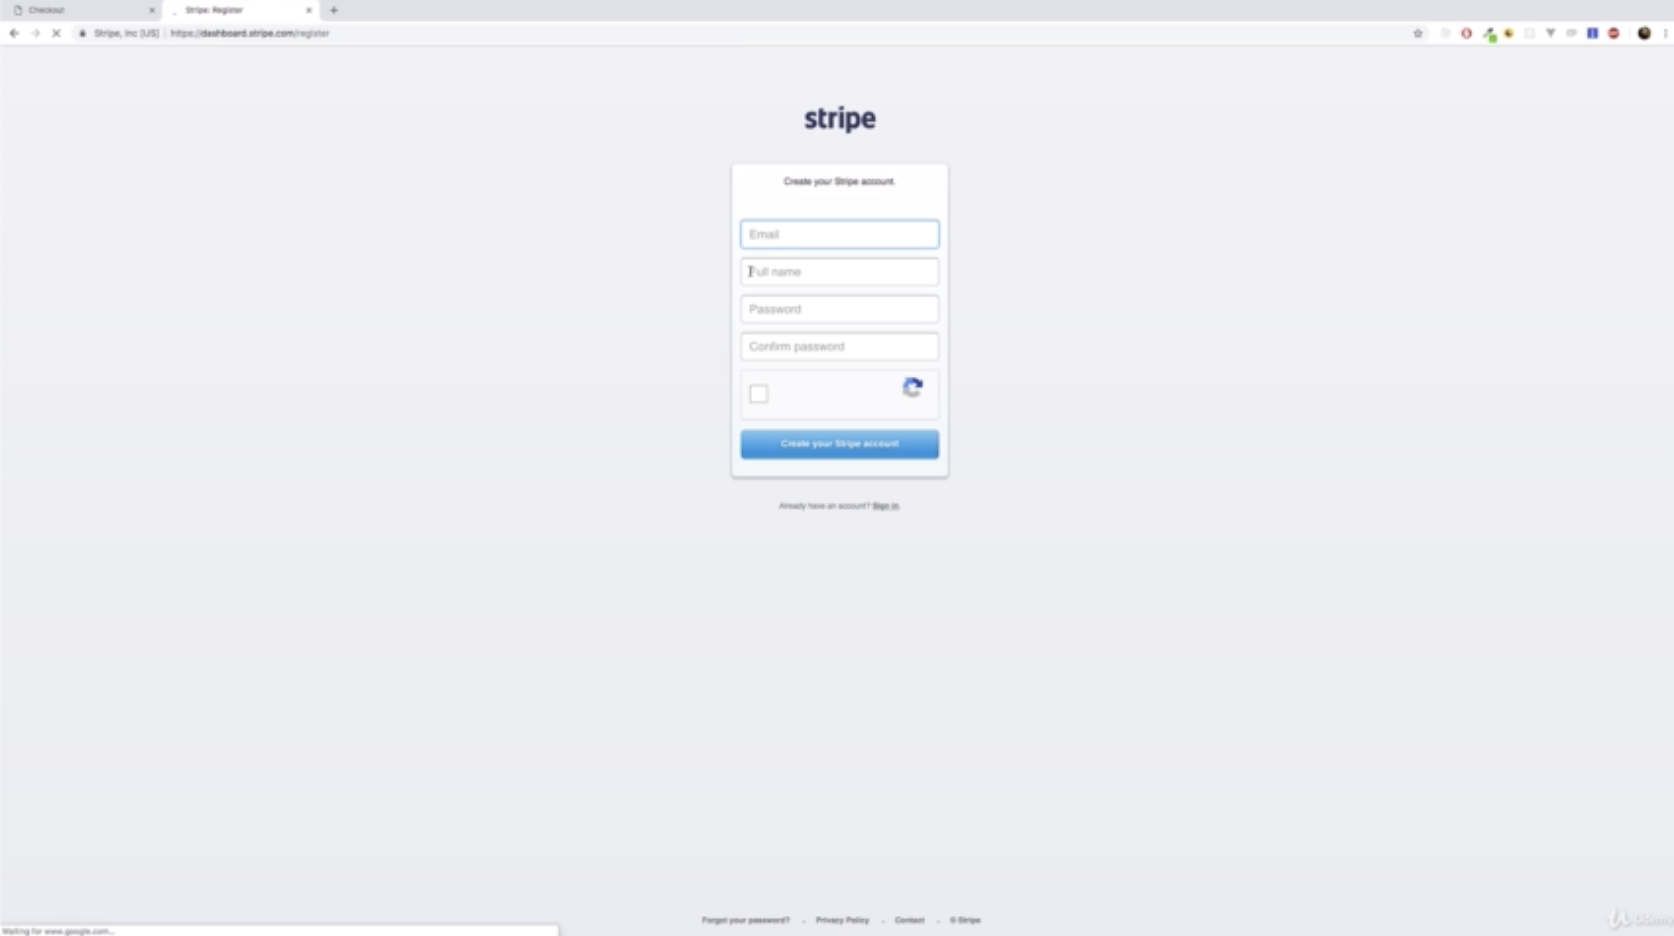 Checkout
Stripe: Register
Stripe, Inc [US] | https://dashboard.stripe.com/register
stripe
Create your Stripe account.
Email
Full name
Password
Confirm password
Create your Stripe account
Already have an account? Sign in.
Forgot your password? - Privacy Policy - Contact - © Stripe
Waiting for www.google.com...
Udemy